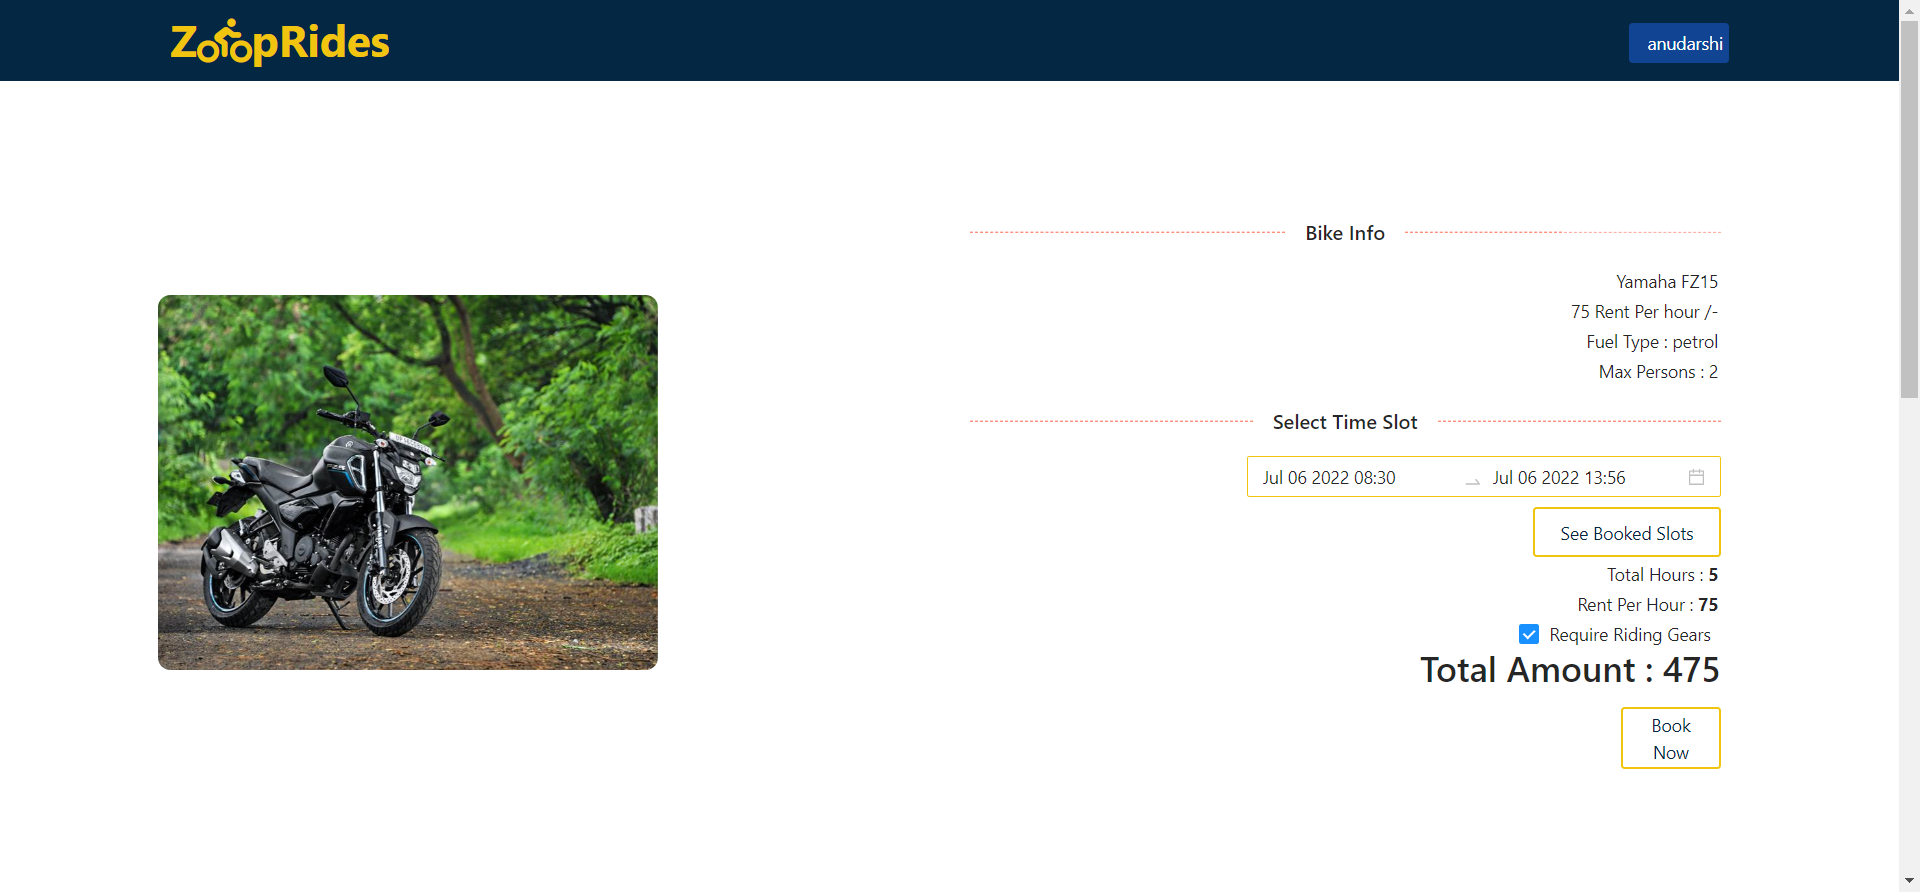 ZoopRides
anudarshi
Bike Info
Yamaha FZ15
75 Rent Per hour /-
Fuel Type : petrol
Max Persons : 2
Select Time Slot
Jul 06 2022 08:30
Jul 06 2022 13:56
See Booked Slots
Total Hours : 5
Rent Per Hour : 75
Require Riding Gears
Total Amount : 475
Book
Now